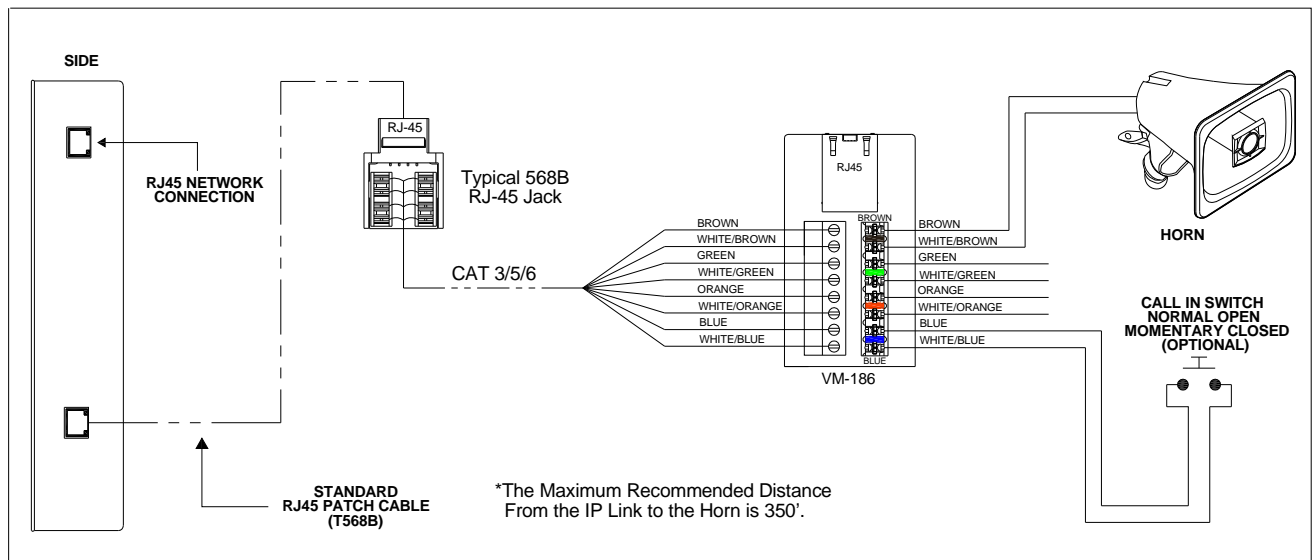 SIDE
RJ45 NETWORK
CONNECTION
RJ-45
Typical 568B
RJ-45 Jack
CAT 3/5/6
STANDARD
RJ45 PATCH CABLE
(T568B)
*The Maximum Recommended Distance
From the IP Link to the Horn is 350'.
BROWN
WHITE/BROWN
GREEN
WHITE/GREEN
ORANGE
WHITE/ORANGE
BLUE
WHITE/BLUE
RJ45
BROWN
BLUE
VM-186
BROWN
WHITE/BROWN
GREEN
WHITE/GREEN
ORANGE
WHITE/ORANGE
BLUE
WHITE/BLUE
HORN
CALL IN SWITCH
NORMAL OPEN
MOMENTARY CLOSED
(OPTIONAL)